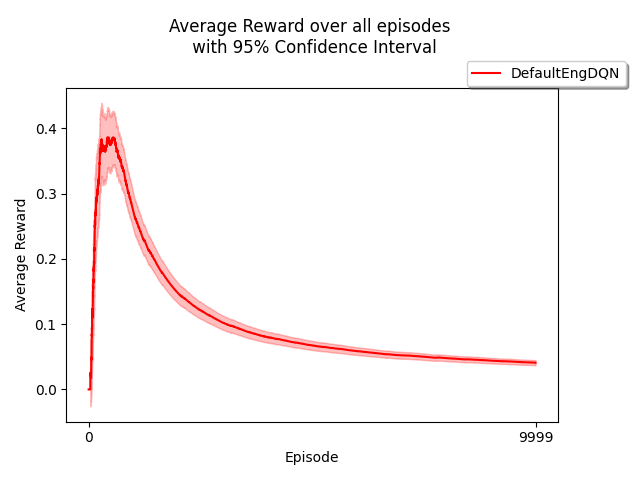 Average Reward over all episodes
with 95% Confidence Interval
DefaultEngDQN
Average Reward
0.4
0.3
0.2
0.1
0.0
0
9999
Episode